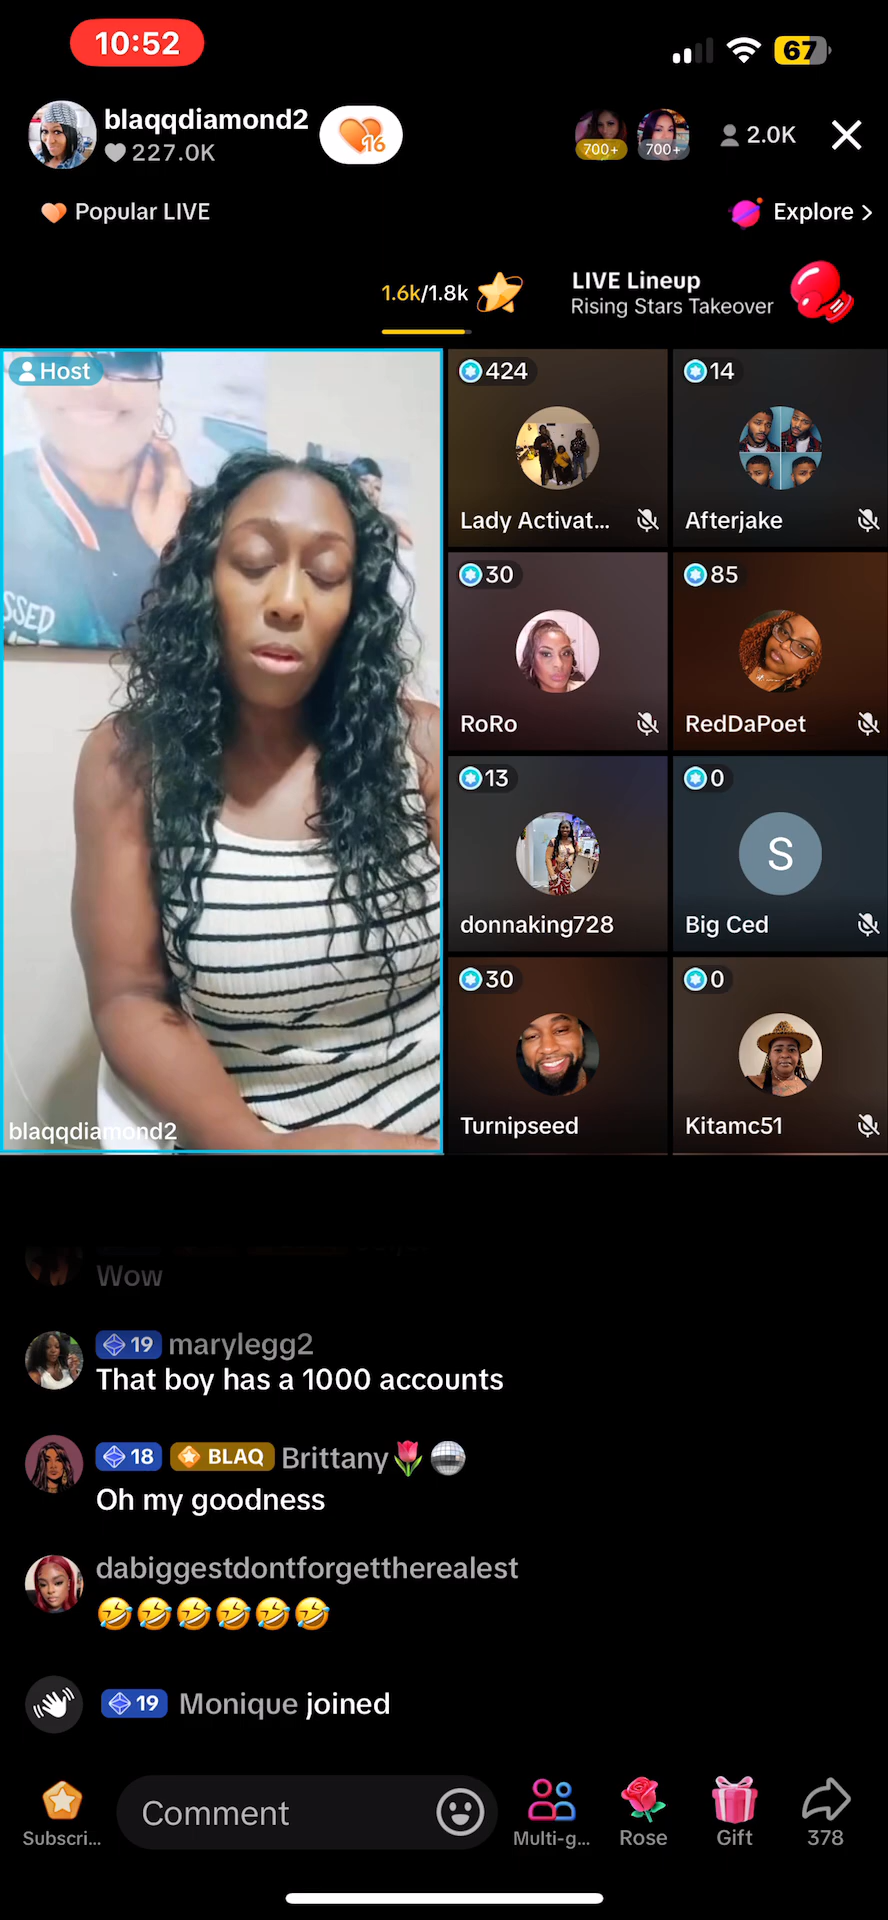 10:52
67
blaqqdiamond2
227.0K
16
700+
700+
2.0K
Popular LIVE
Explore >
1.6k/1.8k
LIVE Lineup
Rising Stars Takeover
Host
SSED
blaqqdiamond2
424
Lady Activat...
14
Afterjake
30
RoRo
85
RedDaPoet
13
donnaking728
0
S
Big Ced
30
Turnipseed
0
Kitamc51
Wow
19 marylegg2
That boy has a 1000 accounts
18 BLAQ Brittany🌷🪩
Oh my goodness
dabiggestdontforgettherealest
🤣🤣🤣🤣🤣🤣
19 Monique joined
Subscri...
Comment
Multi-g...
Rose
Gift
378